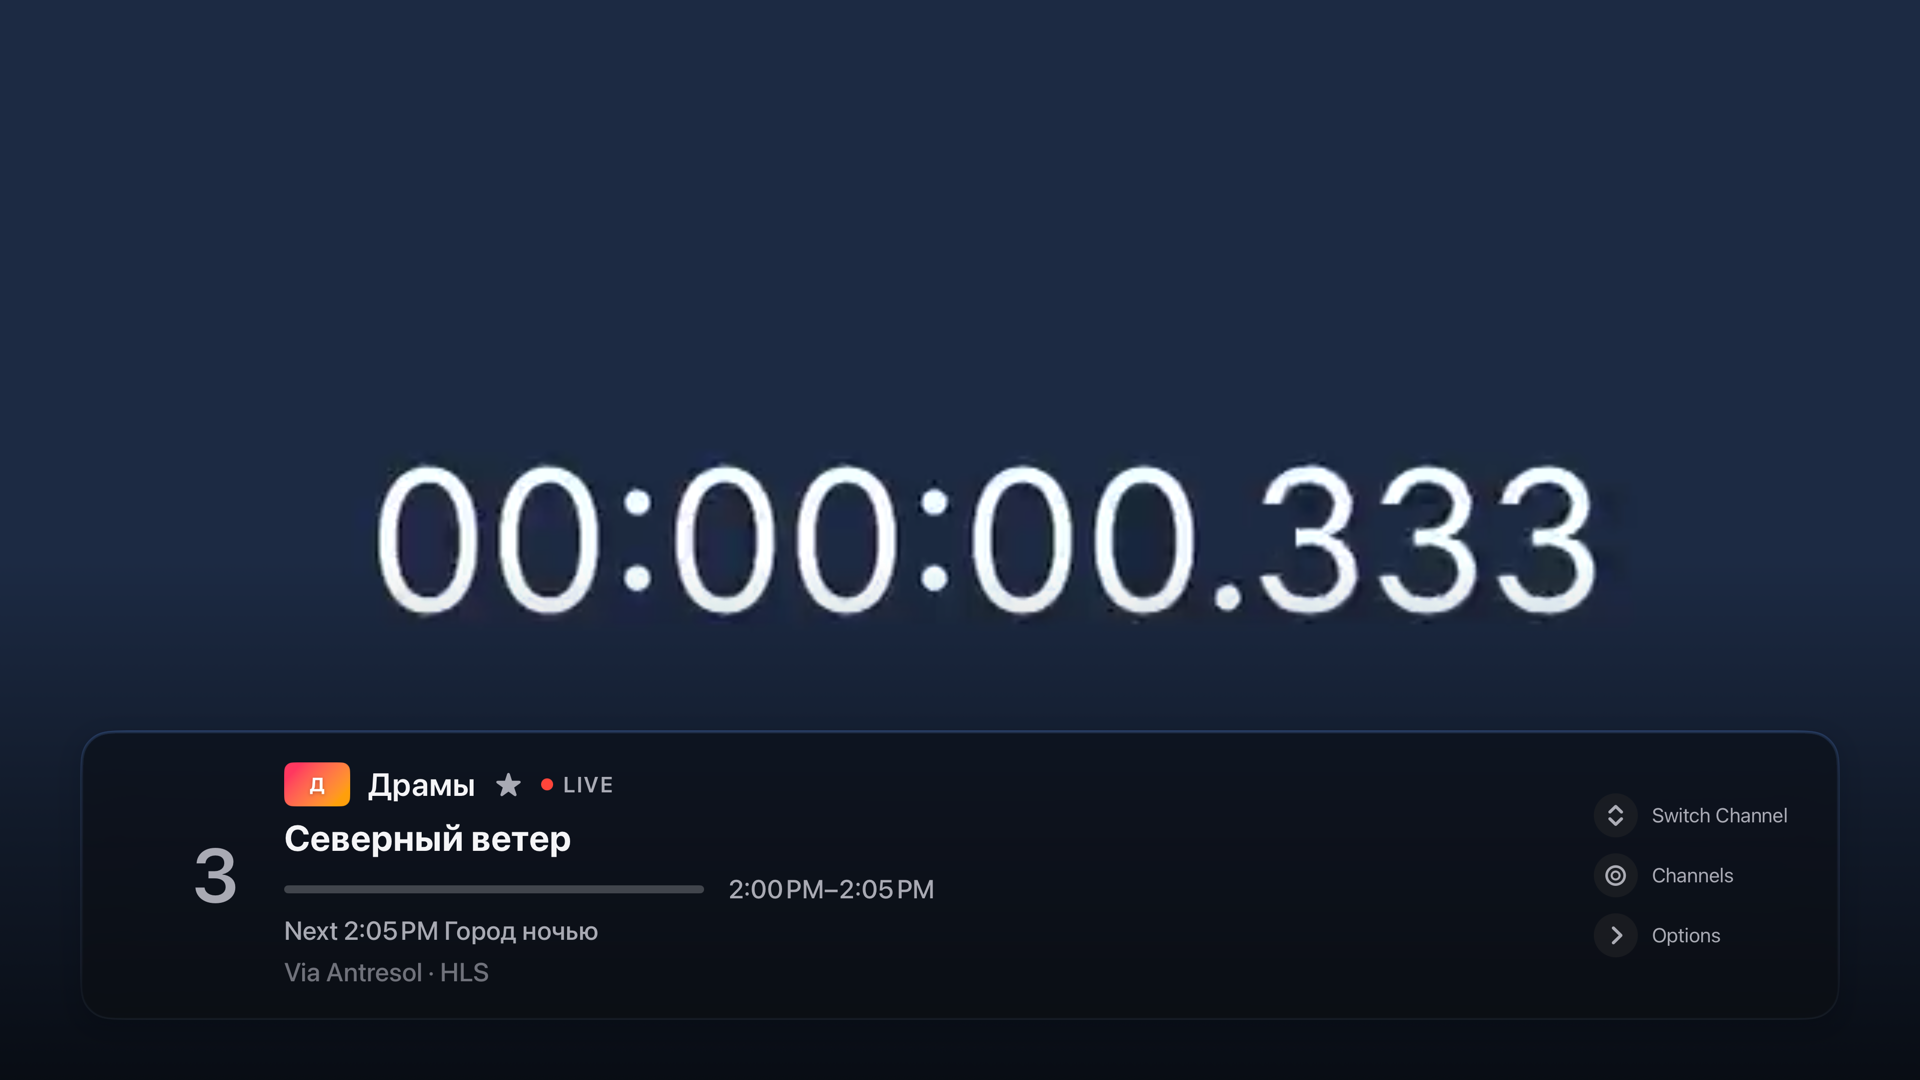 00:00:00.333
Д Драмы LIVE
Северный ветер
3
2:00 PM–2:05 PM
Next 2:05 PM Город ночью
Via Antresol · HLS
Switch Channel
Channels
Options